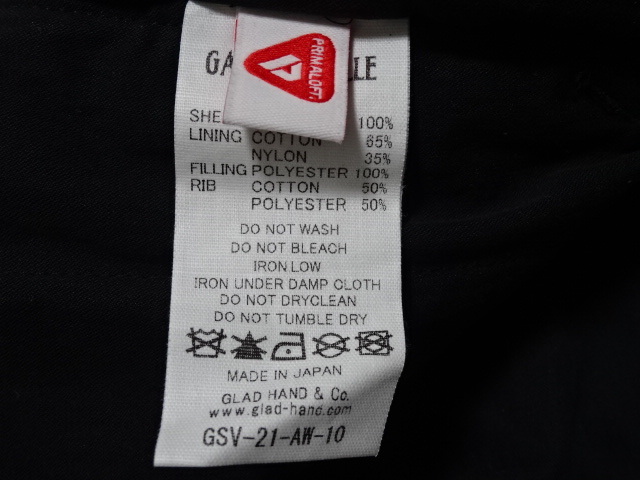 PRIMALOFT.
GA
LLE
SHE 100%
LINING COTTON 65%
NYLON 35%
FILLING POLYESTER 100%
RIB COTTON 50%
POLYESTER 50%
DO NOT WASH
DO NOT BLEACH
IRON LOW
IRON UNDER DAMP CLOTH
DO NOT DRYCLEAN
DO NOT TUMBLE DRY
MADE IN JAPAN
GLAD HAND & Co.
www.glad-hand.com
GSV-21-AW-10